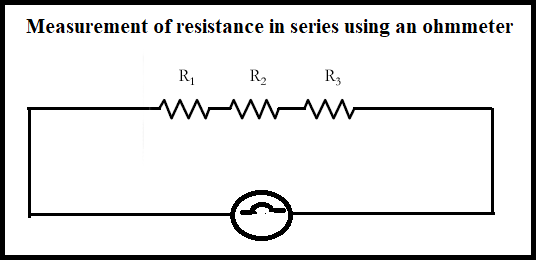 Measurement of resistance in series using an ohmmeter
R₁ R₂ R₃